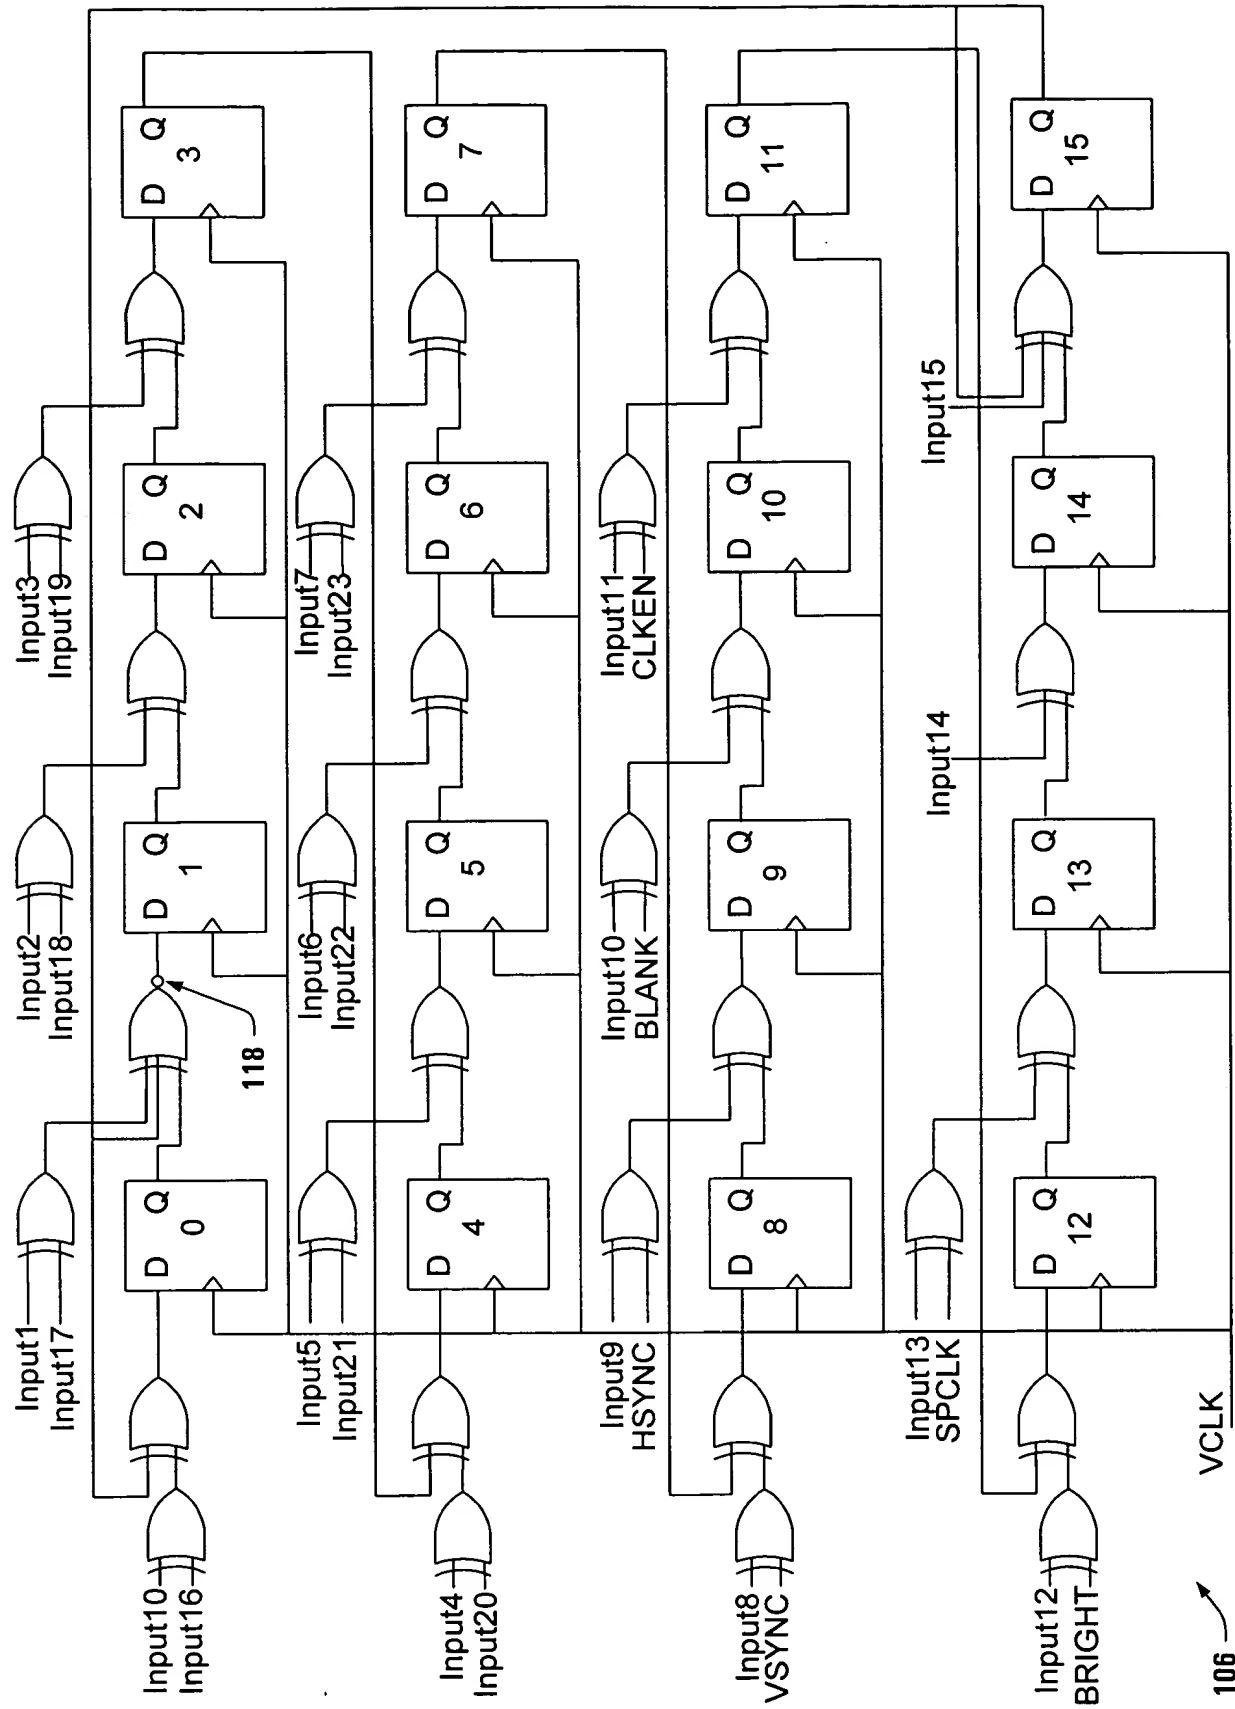 Input1
Input17
Input2
Input18
Input3
Input19
Input10
Input16
D Q
0
D Q
1
D Q
2
D Q
3
118
Input5
Input21
Input6
Input22
Input7
Input23
Input4
Input20
D Q
4
D Q
5
D Q
6
D Q
7
Input9
HSYNC
Input10
BLANK
Input11
CLKEN
Input8
VSYNC
D Q
8
D Q
9
D Q
10
D Q
11
Input13
SPCLK
Input14
Input15
Input12
BRIGHT
D Q
12
D Q
13
D Q
14
D Q
15
VCLK
106